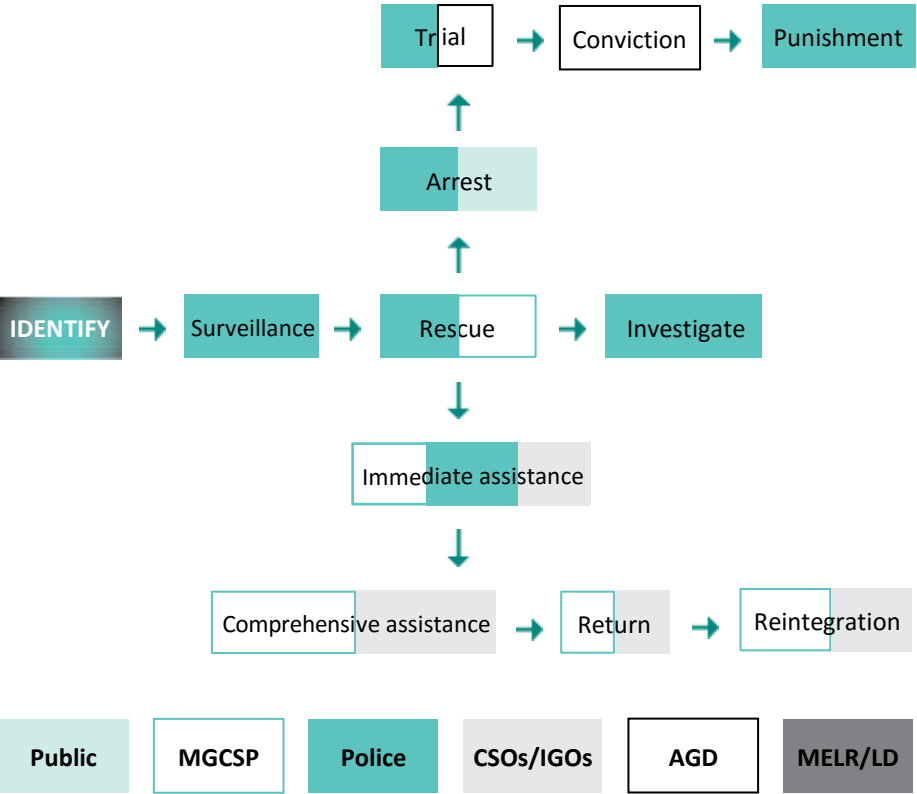 Trial
Conviction
Punishment
Arrest
IDENTIFY
Surveillance
Rescue
Investigate
Immediate assistance
Comprehensive assistance
Return
Reintegration
Public
MGCSP
Police
CSOs/IGOs
AGD
MELR/LD